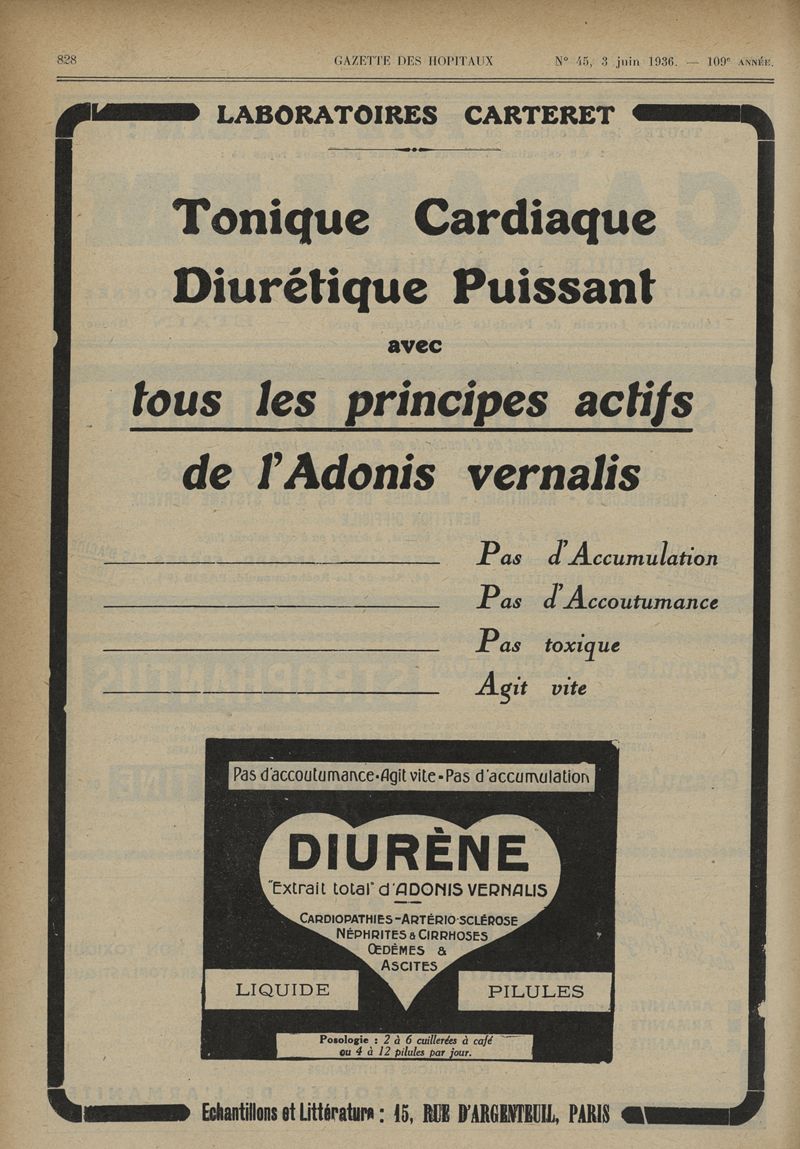 828
GAZETTE DES HOPITAUX
N° 45, 3 juin 1936. — 109e ANNÉE.
LABORATOIRES CARTERET
Tonique Cardiaque
Diurétique Puissant
avec
tous les principes actifs
de l'Adonis vernalis
Pas d'Accumulation
Pas d'Accoutumance
Pas toxique
Agit vite
Pas d'accoutumance-Agit vite-Pas d'accumulation
DIURÈNE
"Extrait total" d'ADONIS VERNALIS
CARDIOPATHIES-ARTÉRIO-SCLÉROSE
NÉPHRITES & CIRRHOSES
ŒDÈMES &
ASCITES
LIQUIDE
PILULES
Posologie : 2 à 6 cuillerées à café
ou 4 à 12 pilules par jour.
Echantillons et Littérature : 15, RUE D'ARGENTEUIL, PARIS